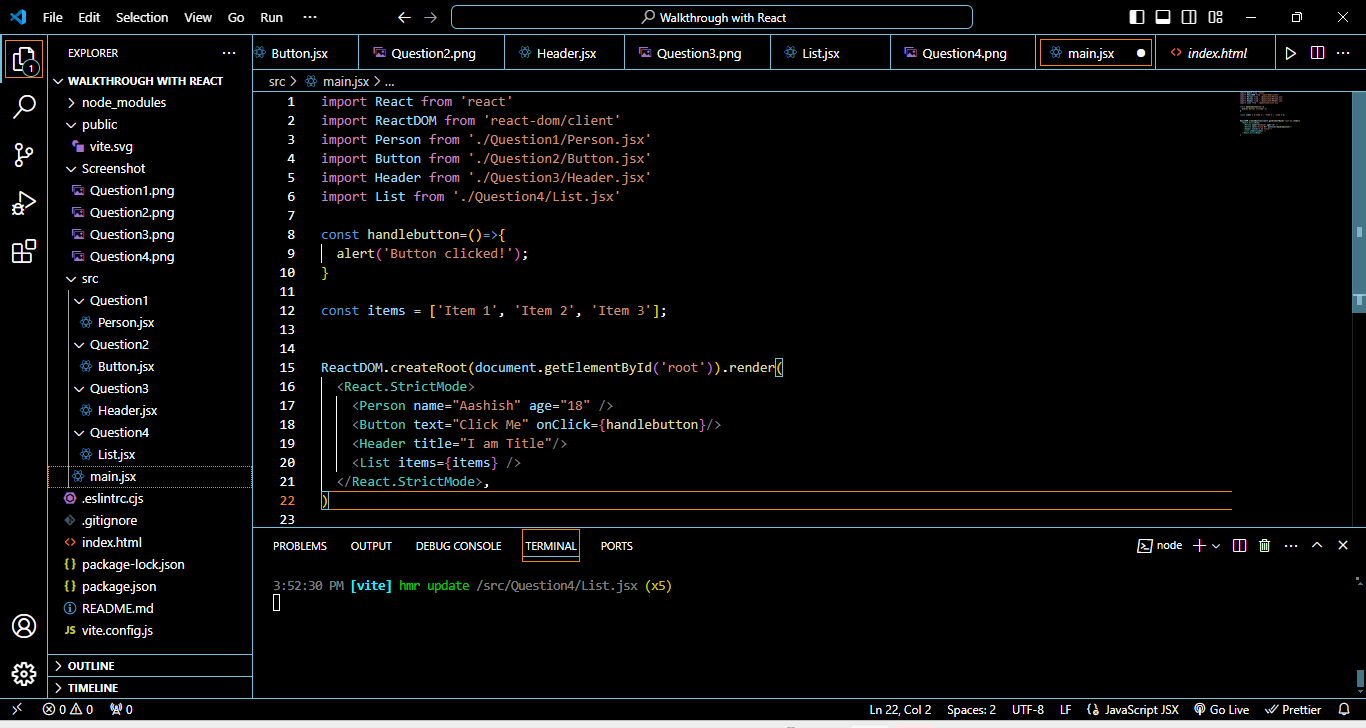 File Edit Selection View Go Run ··· Walkthrough with React
EXPLORER ···
Button.jsx Question2.png Header.jsx Question3.png List.jsx Question4.png main.jsx index.html ···
WALKTHROUGH WITH REACT
node_modules
public
vite.svg
Screenshot
Question1.png
Question2.png
Question3.png
Question4.png
src
Question1
Person.jsx
Question2
Button.jsx
Question3
Header.jsx
Question4
List.jsx
main.jsx
.eslintrc.cjs
.gitignore
index.html
package-lock.json
package.json
README.md
JS vite.config.js
OUTLINE
TIMELINE
1
src > main.jsx > ...
1 import React from 'react'
2 import ReactDOM from 'react-dom/client'
3 import Person from './Question1/Person.jsx'
4 import Button from './Question2/Button.jsx'
5 import Header from './Question3/Header.jsx'
6 import List from './Question4/List.jsx'
7
8 const handlebutton=()=>{
9 alert('Button clicked!');
10 }
11
12 const items = ['Item 1', 'Item 2', 'Item 3'];
13
14
15 ReactDOM.createRoot(document.getElementById('root')).render(
16 <React.StrictMode>
17 <Person name="Aashish" age="18" />
18 <Button text="Click Me" onClick={handlebutton}/>
19 <Header title="I am Title"/>
20 <List items={items} />
21 </React.StrictMode>,
22 )
23
PROBLEMS OUTPUT DEBUG CONSOLE TERMINAL PORTS node ···
3:52:30 PM [vite] hmr update /src/Question4/List.jsx (x5)
0 0 0 Ln 22, Col 2 Spaces: 2 UTF-8 LF JavaScript JSX Go Live Prettier